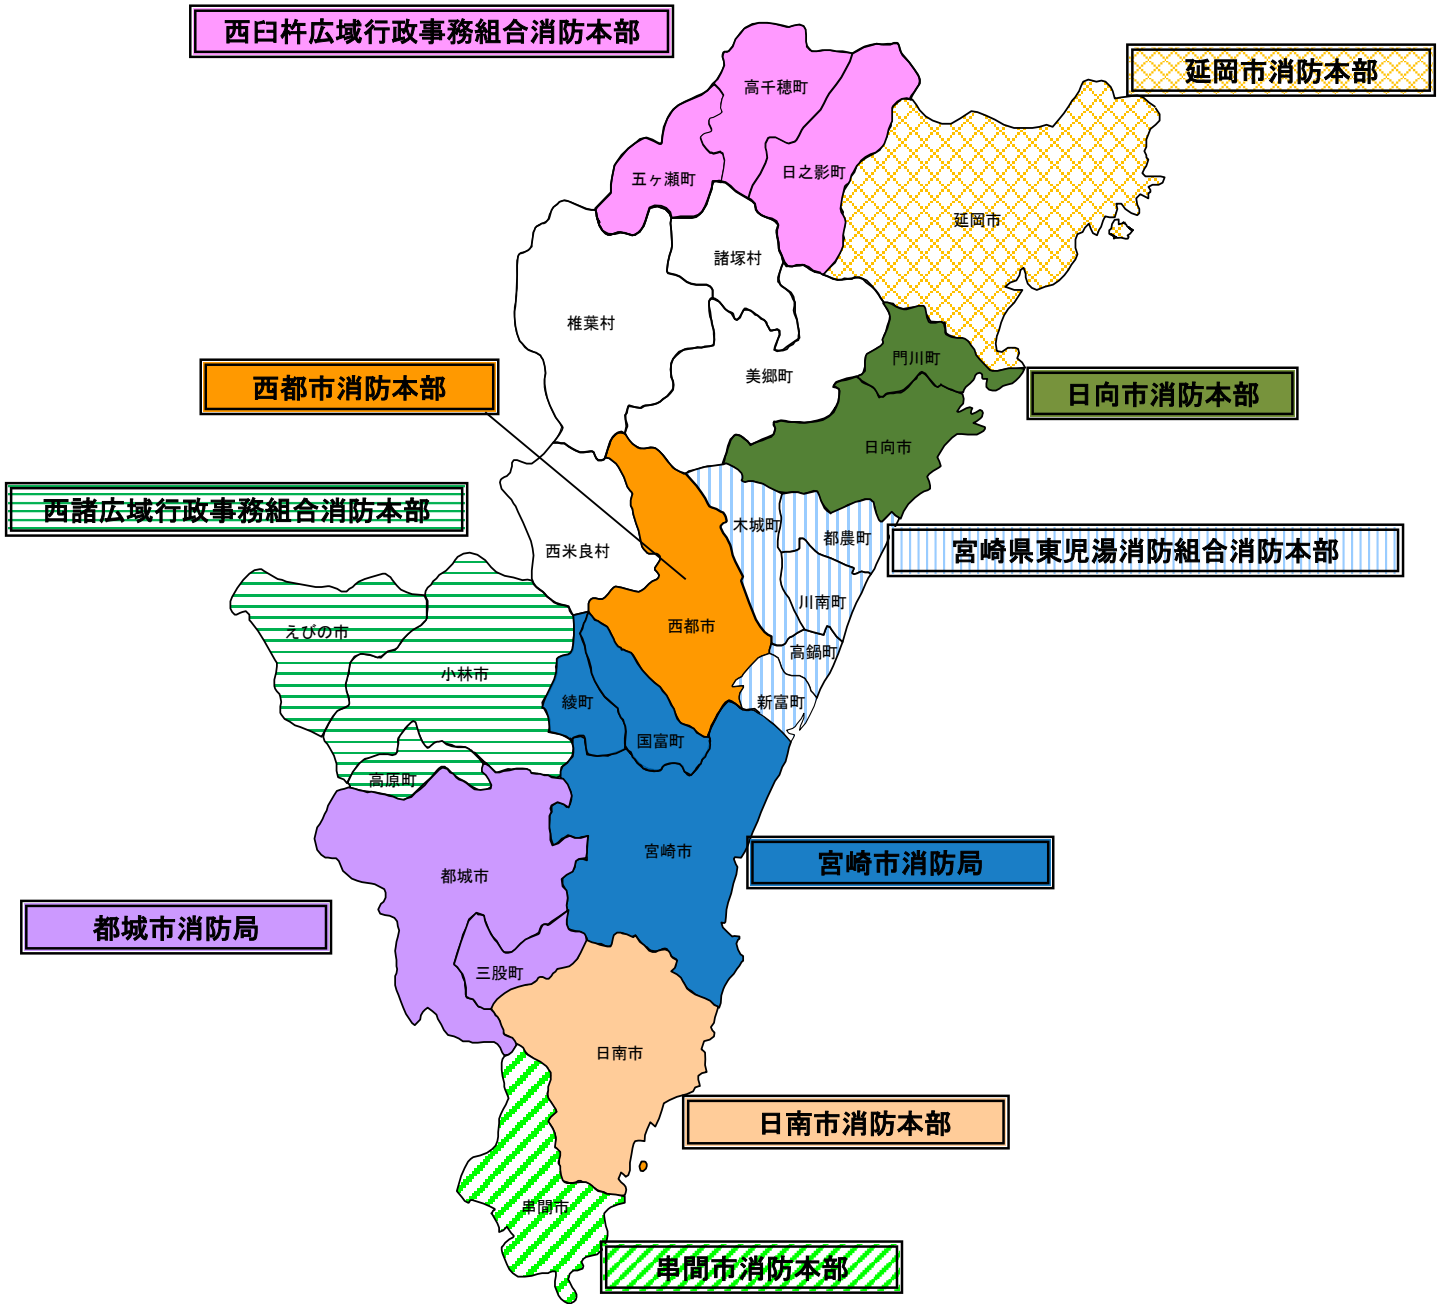 西臼杵広域行政事務組合消防本部
延岡市消防本部
高千穂町
日之影町
五ヶ瀬町
延岡市
諸塚村
椎葉村
門川町
美郷町
西都市消防本部
日向市消防本部
日向市
西諸広域行政事務組合消防本部
木城町
都農町
西米良村
宮崎県東児湯消防組合消防本部
川南町
えびの市
西都市
高鍋町
小林市
綾町
新富町
国富町
高原町
宮崎市
宮崎市消防局
都城市
都城市消防局
三股町
日南市
日南市消防本部
串間市
串間市消防本部